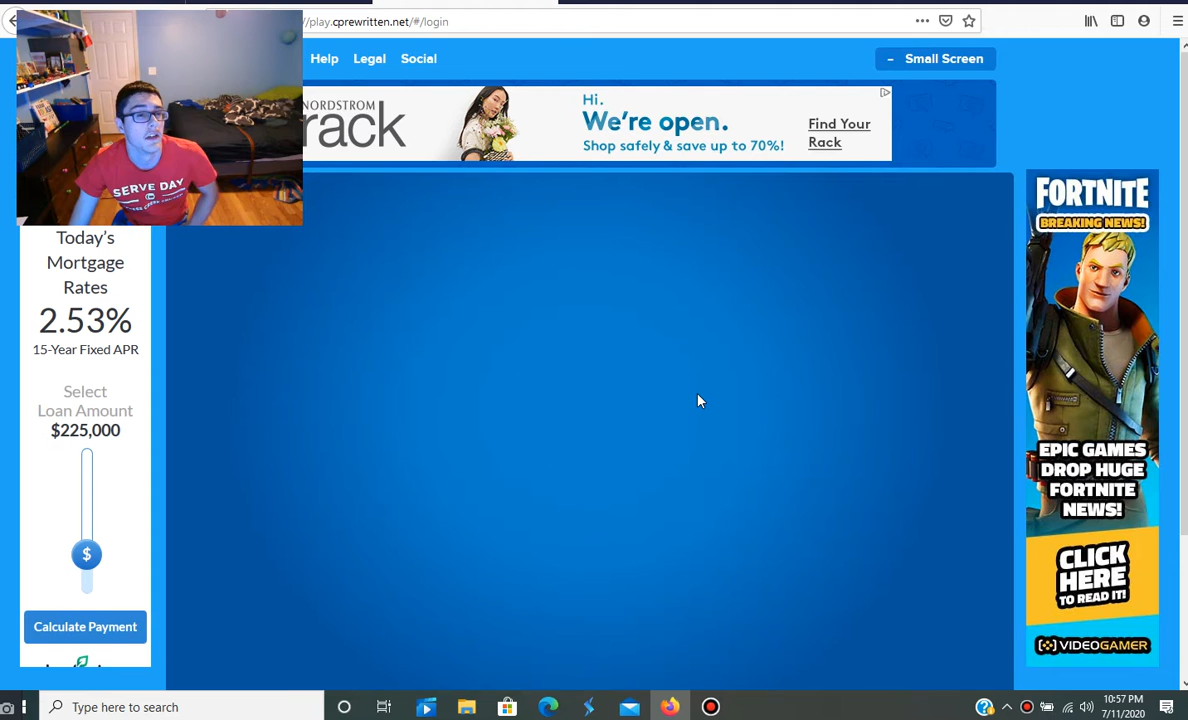 //play.cprewritten.net/#/login
Help Legal Social
- Small Screen
NORDSTROM
rack
Hi.
We're open.
Shop safely & save up to 70%!
Find Your
Rack
SERVE DAY
Today's
Mortgage
Rates
2.53%
15-Year Fixed APR
Select
Loan Amount
$225,000
$
Calculate Payment
FORTNITE
BREAKING NEWS!
EPIC GAMES
DROP HUGE
FORTNITE
NEWS!
CLICK
HERE
TO READ IT!
VIDEOGAMER
Type here to search
10:57 PM
7/11/2020